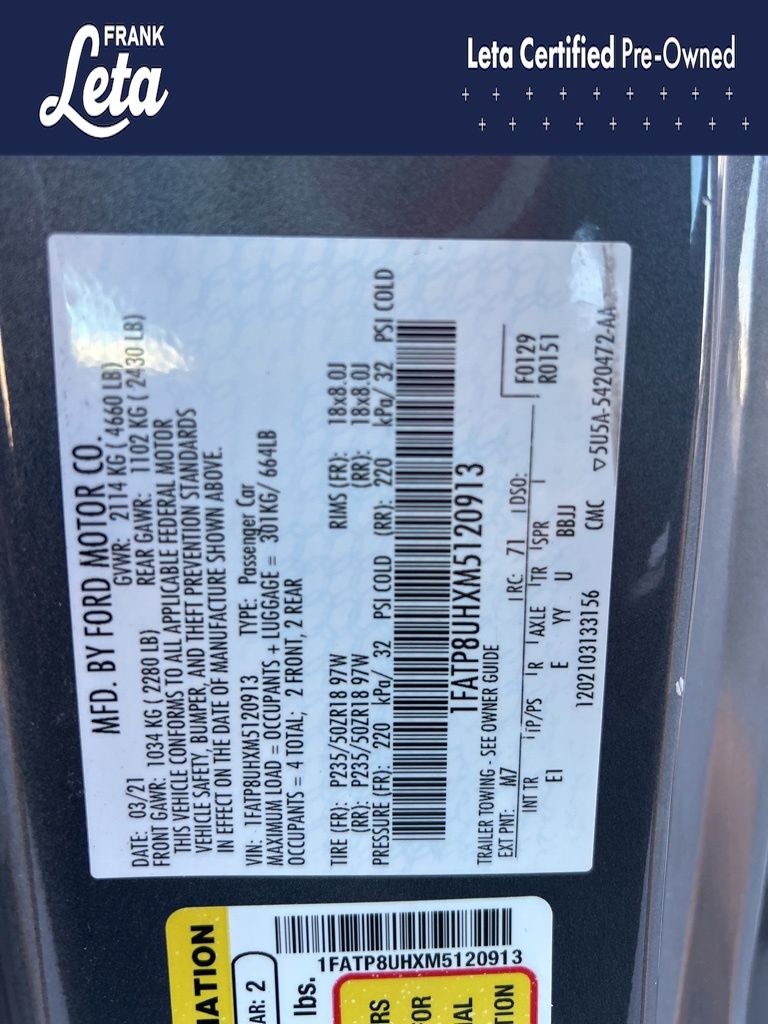 FRANK
Leta
Leta Certified Pre-Owned
MFD. BY FORD MOTOR CO.
DATE: 03/21 GVWR: 2114 KG ( 4660 LB)
FRONT GAWR: 1034 KG ( 2280 LB) REAR GAWR: 1102 KG ( 2430 LB)
THIS VEHICLE CONFORMS TO ALL APPLICABLE FEDERAL MOTOR
VEHICLE SAFETY, BUMPER, AND THEFT PREVENTION STANDARDS
IN EFFECT ON THE DATE OF MANUFACTURE SHOWN ABOVE.
VIN: 1FATP8UHXM5120913 TYPE: Passenger Car
MAXIMUM LOAD = OCCUPANTS + LUGGAGE = 301KG/ 664LB
OCCUPANTS = 4 TOTAL; 2 FRONT, 2 REAR
TIRE (FR): P235/50ZR18 97W RIMS (FR): 18x8.0J
(RR): P235/50ZR18 97W (RR): 18x8.0J
PRESSURE (FR): 220 kPa/ 32 PSI COLD (RR): 220 kPa/ 32 PSI COLD
1FATP8UHXM5120913
TRAILER TOWING - SEE OWNER GUIDE
F0129
EXT PNT: M7 RC: 71 DSO: R0151
INT TR TP/PS R AXLE TR SPR
E1 E YY U BBJJ
1202103133156 CMC ▽5U5A-5420472-AA
1FATP8UHXM5120913
AR: 2
lbs.